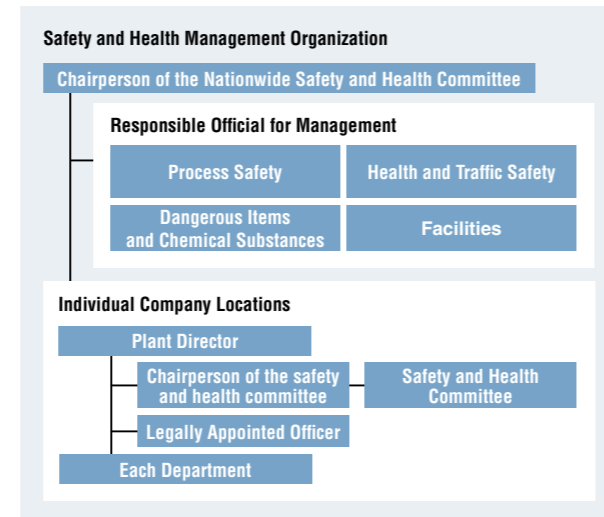 Safety and Health Management Organization
Chairperson of the Nationwide Safety and Health Committee
Responsible Official for Management
Process Safety
Health and Traffic Safety
Dangerous Items
and Chemical Substances
Facilities
Individual Company Locations
Plant Director
Chairperson of the safety
and health committee
Safety and Health
Committee
Legally Appointed Officer
Each Department